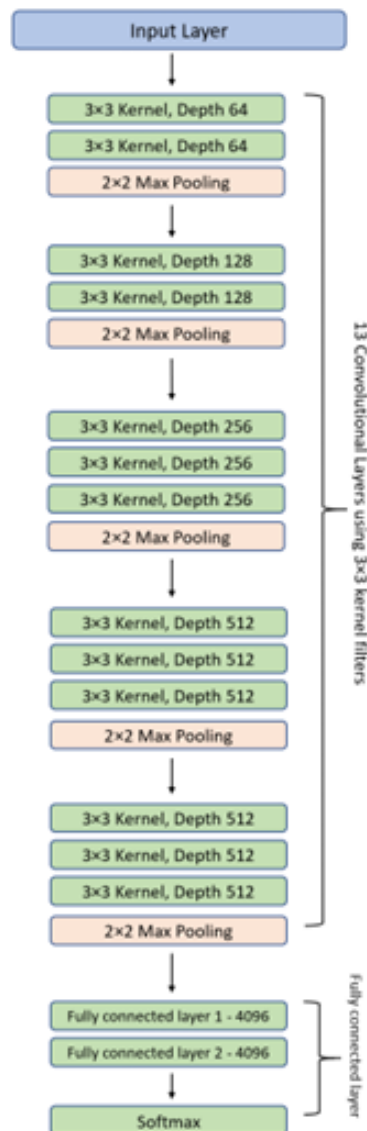 Input Layer
3×3 Kernel, Depth 64
3×3 Kernel, Depth 64
2×2 Max Pooling
3×3 Kernel, Depth 128
3×3 Kernel, Depth 128
2×2 Max Pooling
3×3 Kernel, Depth 256
3×3 Kernel, Depth 256
3×3 Kernel, Depth 256
2×2 Max Pooling
3×3 Kernel, Depth 512
3×3 Kernel, Depth 512
3×3 Kernel, Depth 512
2×2 Max Pooling
3×3 Kernel, Depth 512
3×3 Kernel, Depth 512
3×3 Kernel, Depth 512
2×2 Max Pooling
13 Convolutional Layers using 3×3 kernel filters
Fully connected layer 1 - 4096
Fully connected layer 2 - 4096
Softmax
Fully connected layer